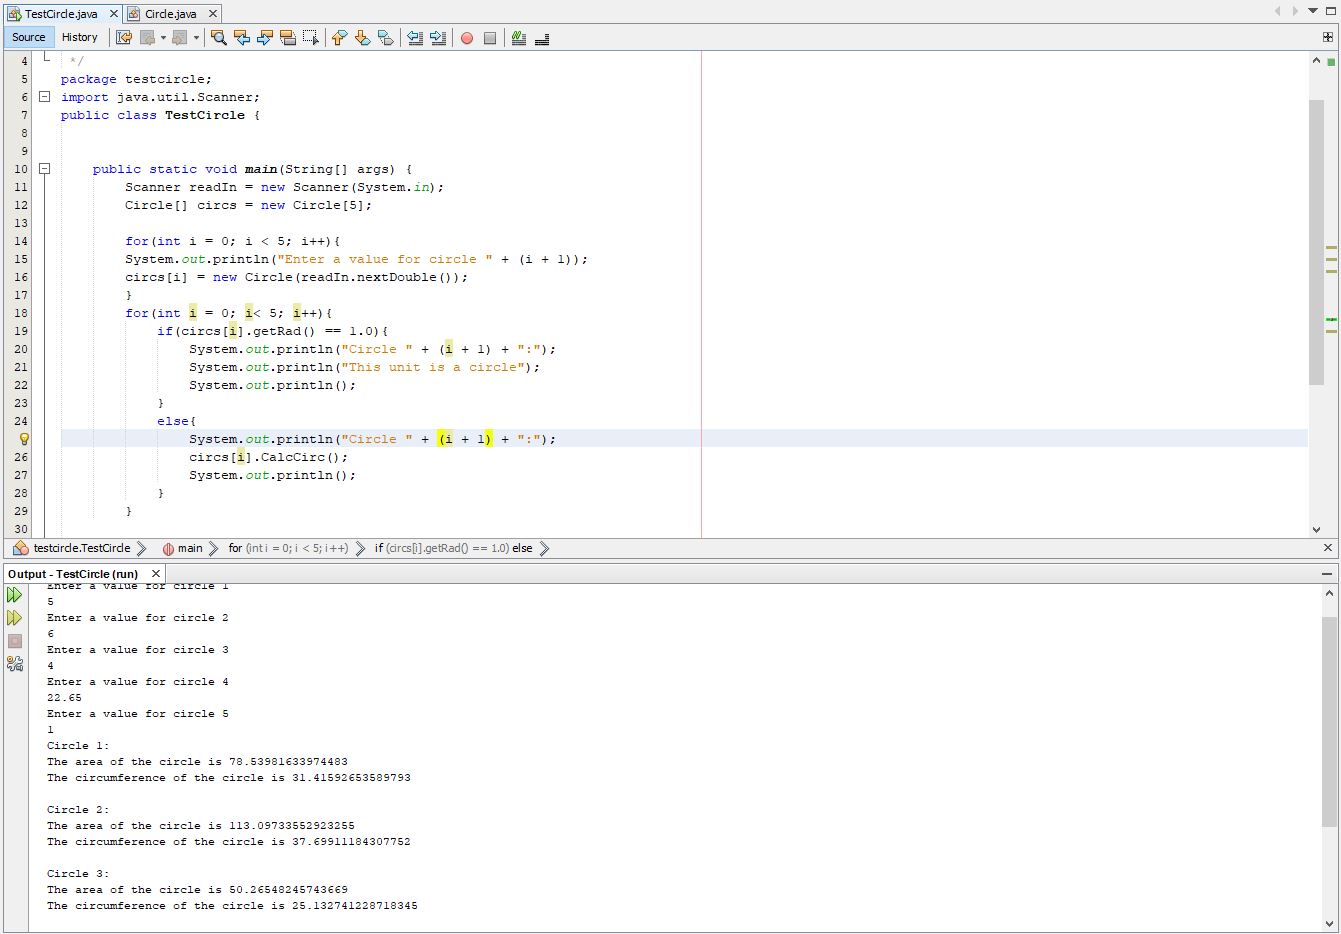 TestCircle.java
Circle.java
Source History
4 */
5 package testcircle;
6 import java.util.Scanner;
7 public class TestCircle {
8
9
10 public static void main(String[] args) {
11 Scanner readIn = new Scanner(System.in);
12 Circle[] circs = new Circle[5];
13
14 for(int i = 0; i < 5; i++){
15 System.out.println("Enter a value for circle " + (i + 1));
16 circs[i] = new Circle(readIn.nextDouble());
17 }
18 for(int i = 0; i< 5; i++){
19 if(circs[i].getRad() == 1.0){
20 System.out.println("Circle " + (i + 1) + ":");
21 System.out.println("This unit is a circle");
22 System.out.println();
23 }
24 else{
System.out.println("Circle " + (i + 1) + ":");
26 circs[i].CalcCirc();
27 System.out.println();
28 }
29 }
30
testcircle.TestCircle main for (int i = 0; i < 5; i++) if (circs[i].getRad() == 1.0) else
Output - TestCircle (run)
Enter a value for circle 1
5
Enter a value for circle 2
6
Enter a value for circle 3
4
Enter a value for circle 4
22.65
Enter a value for circle 5
1
Circle 1:
The area of the circle is 78.53981633974483
The circumference of the circle is 31.41592653589793
Circle 2:
The area of the circle is 113.09733552923255
The circumference of the circle is 37.69911184307752
Circle 3:
The area of the circle is 50.26548245743669
The circumference of the circle is 25.132741228718345